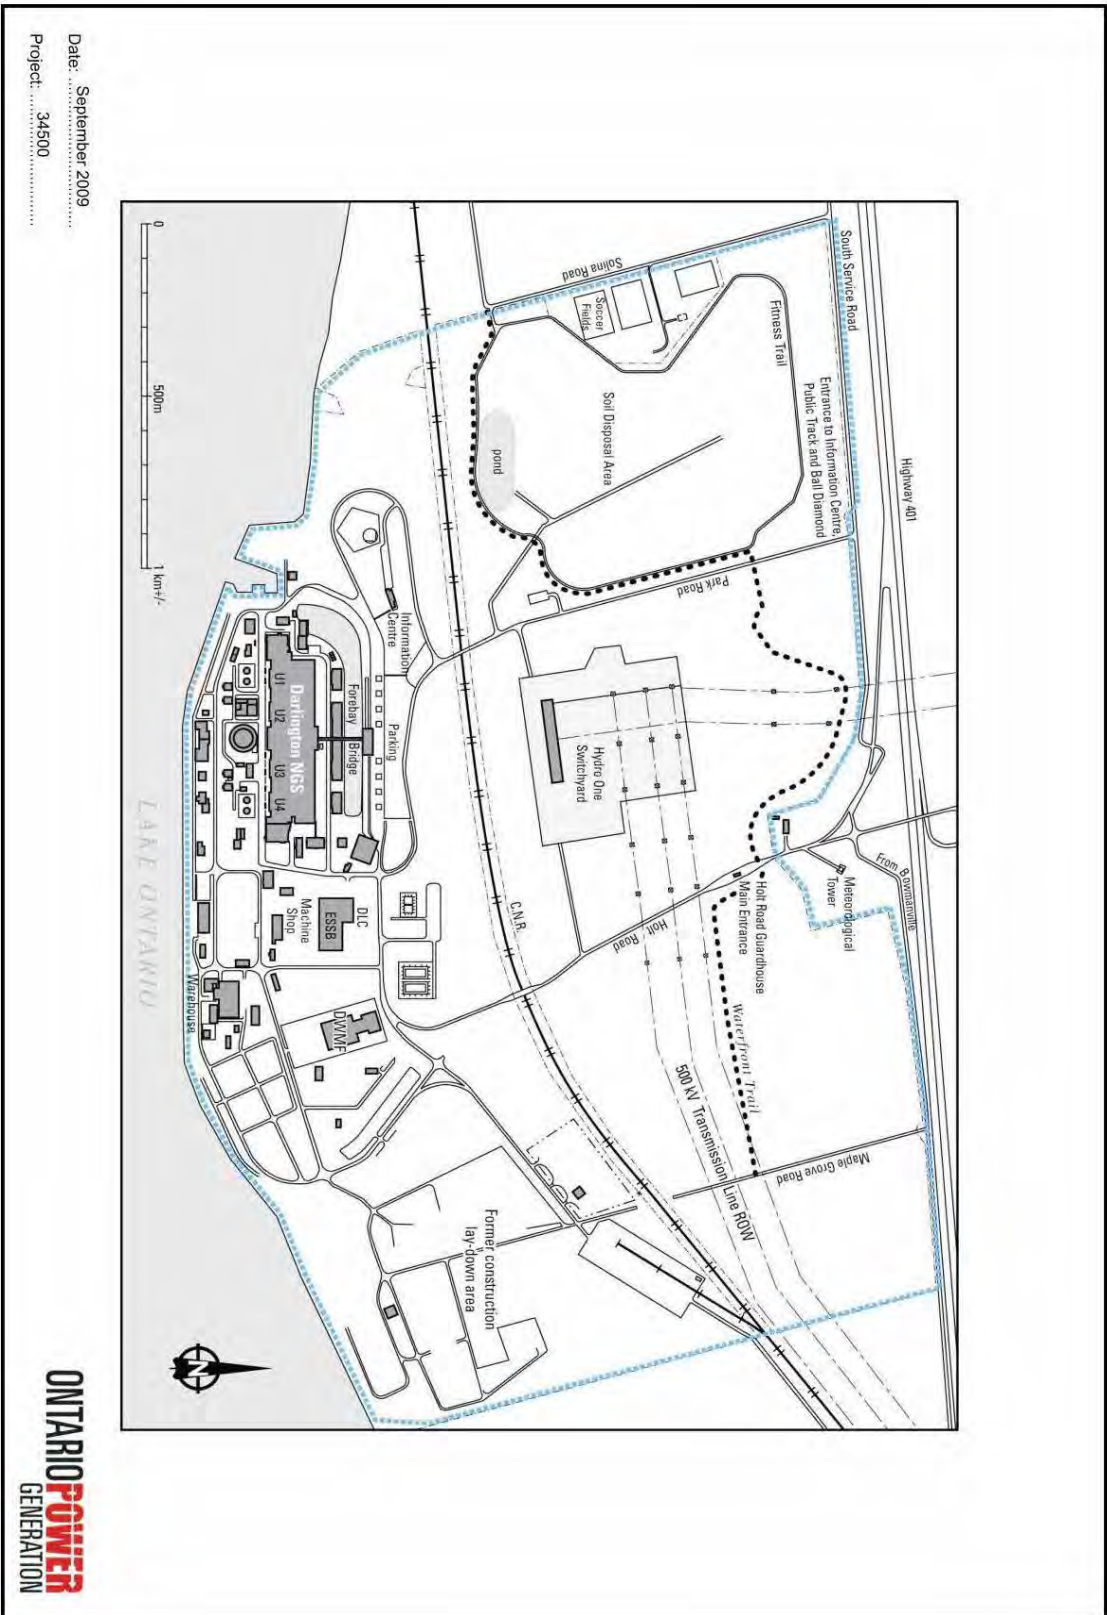 South Service Road
Highway 401
Entrance to Information Centre,
Public Track and Ball Diamond
From Bowmanville
Meteorological
Tower
Holt Road Guardhouse
Main Entrance
Fitness Trail
Solina Road
Soccer
Fields
Soil Disposal Area
pond
Park Road
Hydro One
Switchyard
Holt Road
Waterfront Trail
500 kV Transmission Line ROW
Maple Grove Road
C.N.R.
Information
Centre
Parking
Forebay
Bridge
Darlington NGS
U1
U2
U3
U4
DLC
ESSB
Machine
Shop
DWMF
Warehouse
Former construction
lay-down area
LAKE ONTARIO
0
500m
1 km+/-
N
Date: September 2009
Project: 34500
ONTARIOPOWER
GENERATION